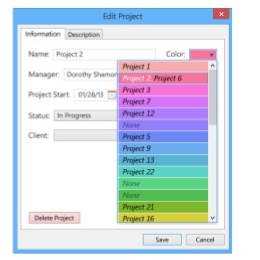 Edit Project
Information Description
Name: Project 2 Color:
Manager: Dorothy Shamon
Project Start: 01/28/13
Status: In Progress
Client:
Project 1
Project 2, Project 6
Project 3
Project 7
Project 12
None
Project 5
Project 9
Project 13
Project 22
None
None
Project 21
Project 16
Delete Project
Save Cancel